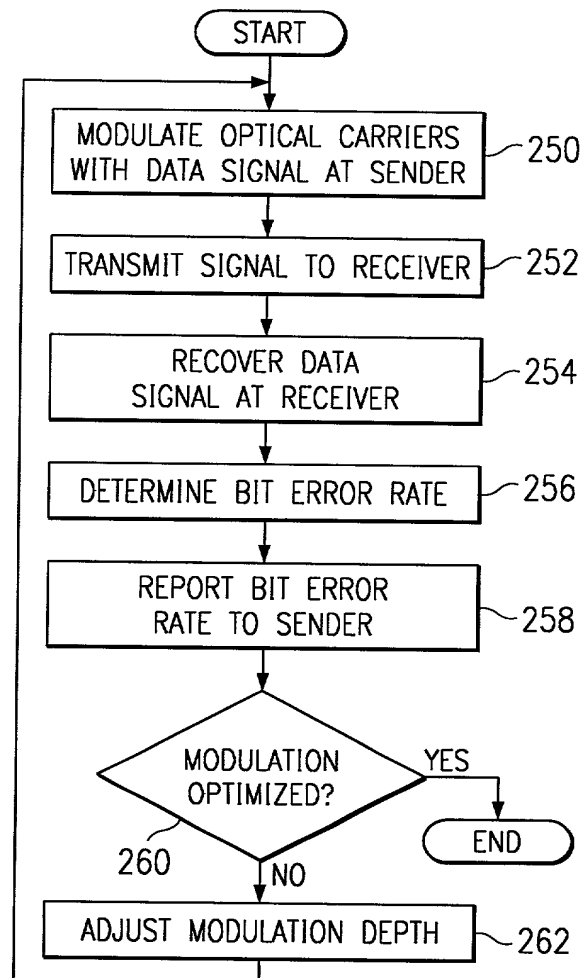 START
MODULATE OPTICAL CARRIERS
WITH DATA SIGNAL AT SENDER
250
TRANSMIT SIGNAL TO RECEIVER
252
RECOVER DATA
SIGNAL AT RECEIVER
254
DETERMINE BIT ERROR RATE
256
REPORT BIT ERROR
RATE TO SENDER
258
MODULATION
OPTIMIZED?
YES
260
END
NO
ADJUST MODULATION DEPTH
262